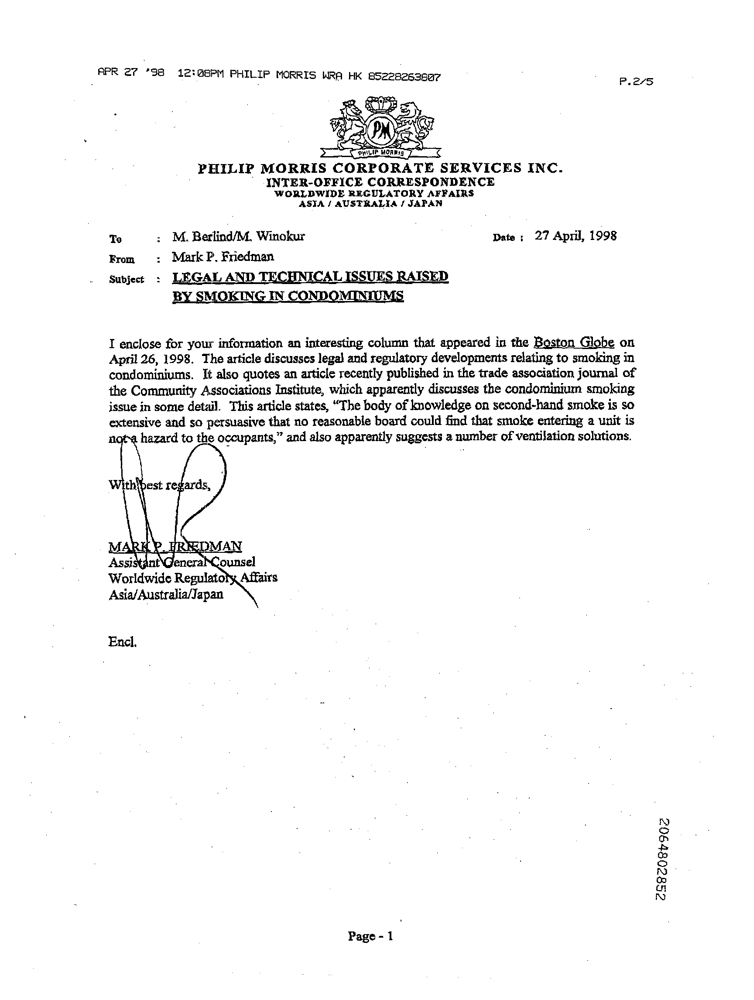 APR 27 '98 12:08PM PHILIP MORRIS WRA HK 85228263807
P.2/5
PM
PHILIP MORRIS
PHILIP MORRIS CORPORATE SERVICES INC.
INTER-OFFICE CORRESPONDENCE
WORLDWIDE REGULATORY AFFAIRS
ASIA / AUSTRALIA / JAPAN
To : M. Berlind/M. Winokur Date : 27 April, 1998
From : Mark P. Friedman
Subject : LEGAL AND TECHNICAL ISSUES RAISED
BY SMOKING IN CONDOMINIUMS
I enclose for your information an interesting column that appeared in the Boston Globe on
April 26, 1998. The article discusses legal and regulatory developments relating to smoking in
condominiums. It also quotes an article recently published in the trade association journal of
the Community Associations Institute, which apparently discusses the condominium smoking
issue in some detail. This article states, "The body of knowledge on second-hand smoke is so
extensive and so persuasive that no reasonable board could find that smoke entering a unit is
not a hazard to the occupants," and also apparently suggests a number of ventilation solutions.
With best regards,
MARK P. FRIEDMAN
Assistant General Counsel
Worldwide Regulatory Affairs
Asia/Australia/Japan
Encl.
2064802852
Page - 1